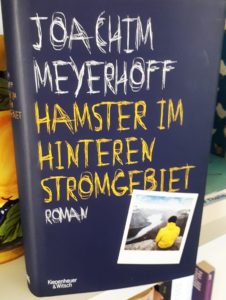 JOACHIM
MEYERHOFF
HAMSTER IM
HINTEREN
STROMGEBIET
ROMAN
Kiepenheuer
& Witsch